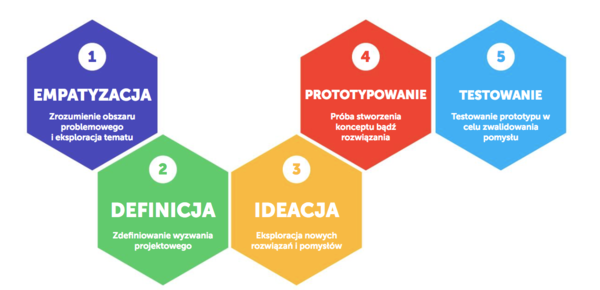 1
EMPATYZACJA
Zrozumienie obszaru
problemowego
i eksploracja tematu
2
DEFINICJA
Zdefiniowanie wyzwania
projektowego
3
IDEACJA
Eksploracja nowych
rozwiązań i pomysłów
4
PROTOTYPOWANIE
Próba stworzenia
konceptu bądź
rozwiązania
5
TESTOWANIE
Testowanie prototypu w
celu zwalidowania
pomysłu